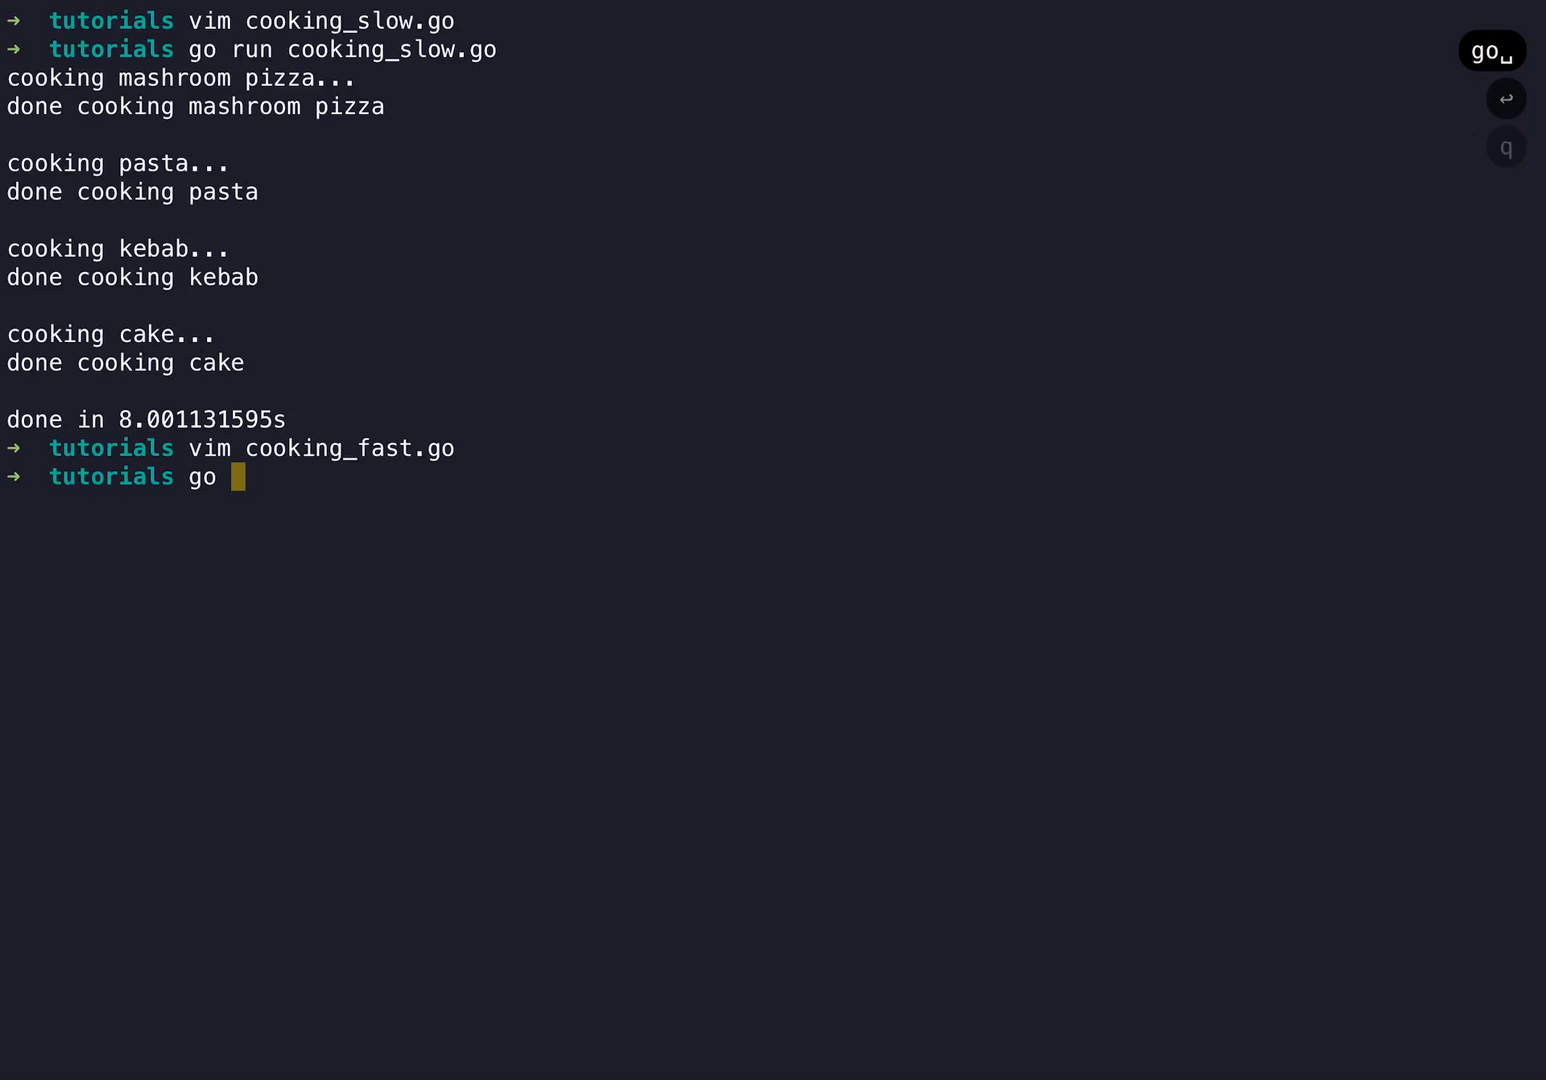 → tutorials vim cooking_slow.go
→ tutorials go run cooking_slow.go
go␣
cooking mashroom pizza...
done cooking mashroom pizza
↩
cooking pasta...
q
done cooking pasta
cooking kebab...
done cooking kebab
cooking cake...
done cooking cake
done in 8.001131595s
→ tutorials vim cooking_fast.go
→ tutorials go